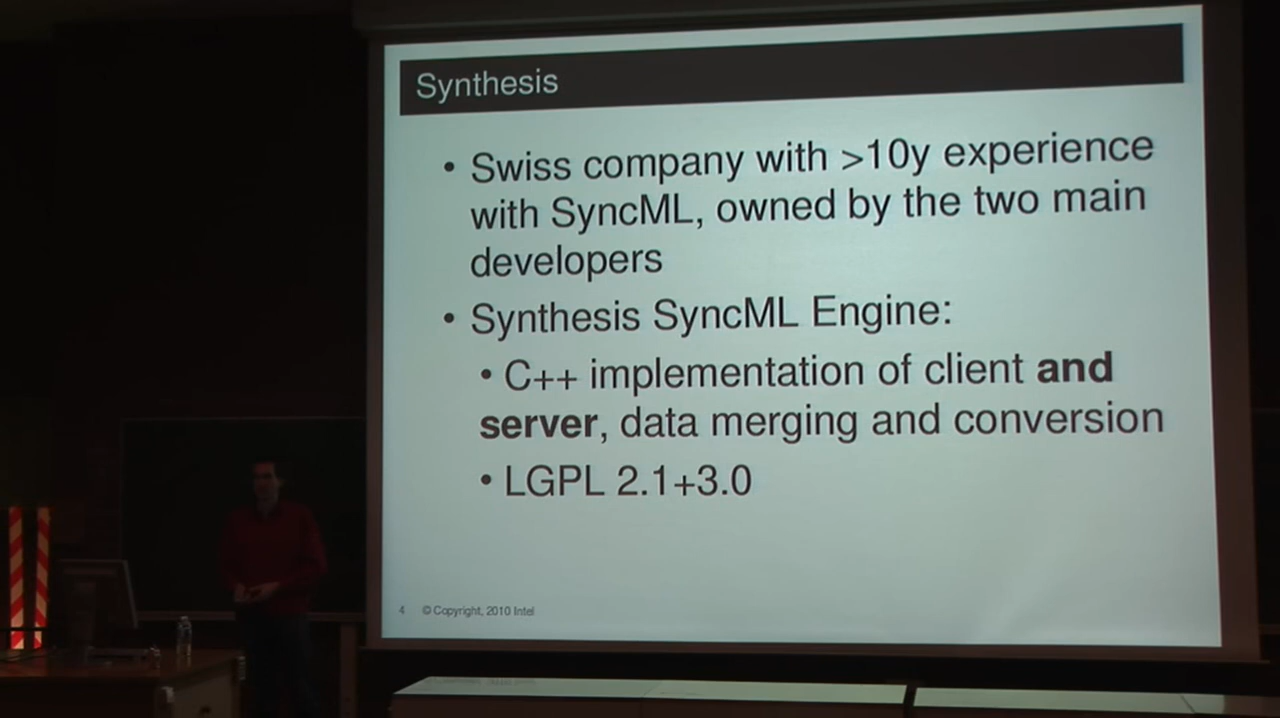 Synthesis
• Swiss company with >10y experience
with SyncML, owned by the two main
developers
• Synthesis SyncML Engine:
• C++ implementation of client and
server, data merging and conversion
• LGPL 2.1+3.0
4 © Copyright, 2010 Intel